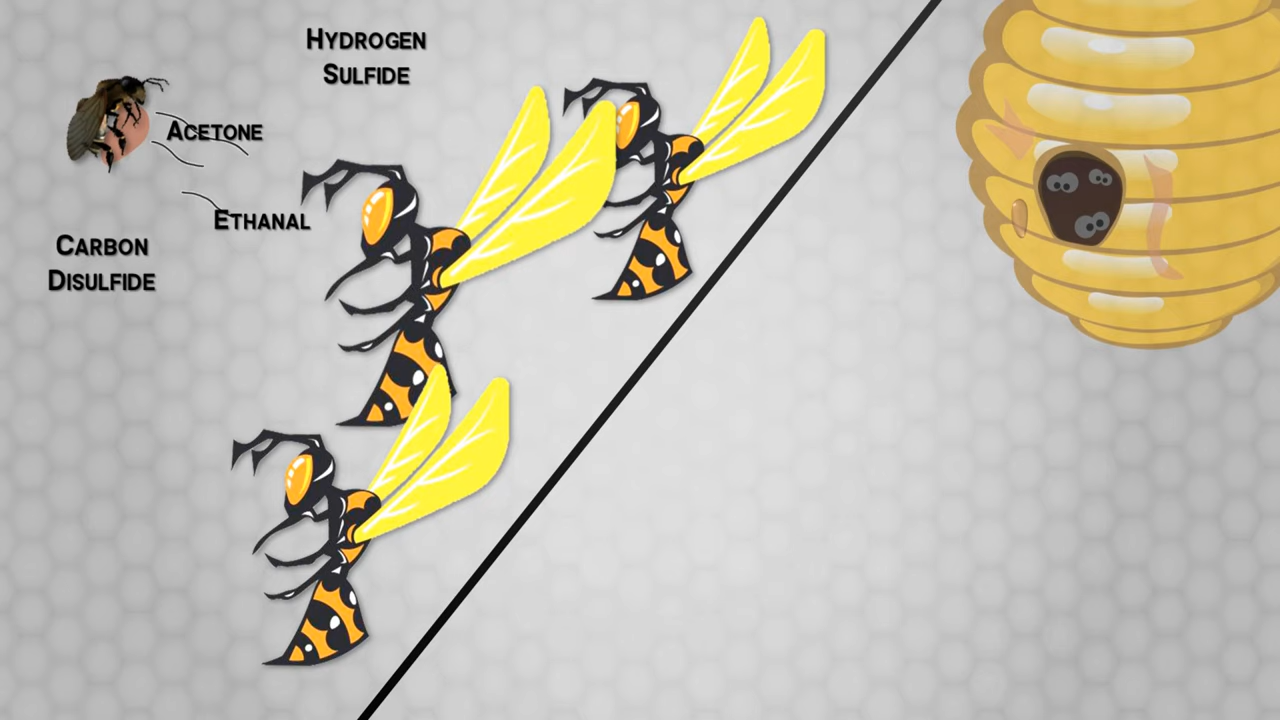 HYDROGEN
SULFIDE
ACETONE
ETHANAL
CARBON
DISULFIDE